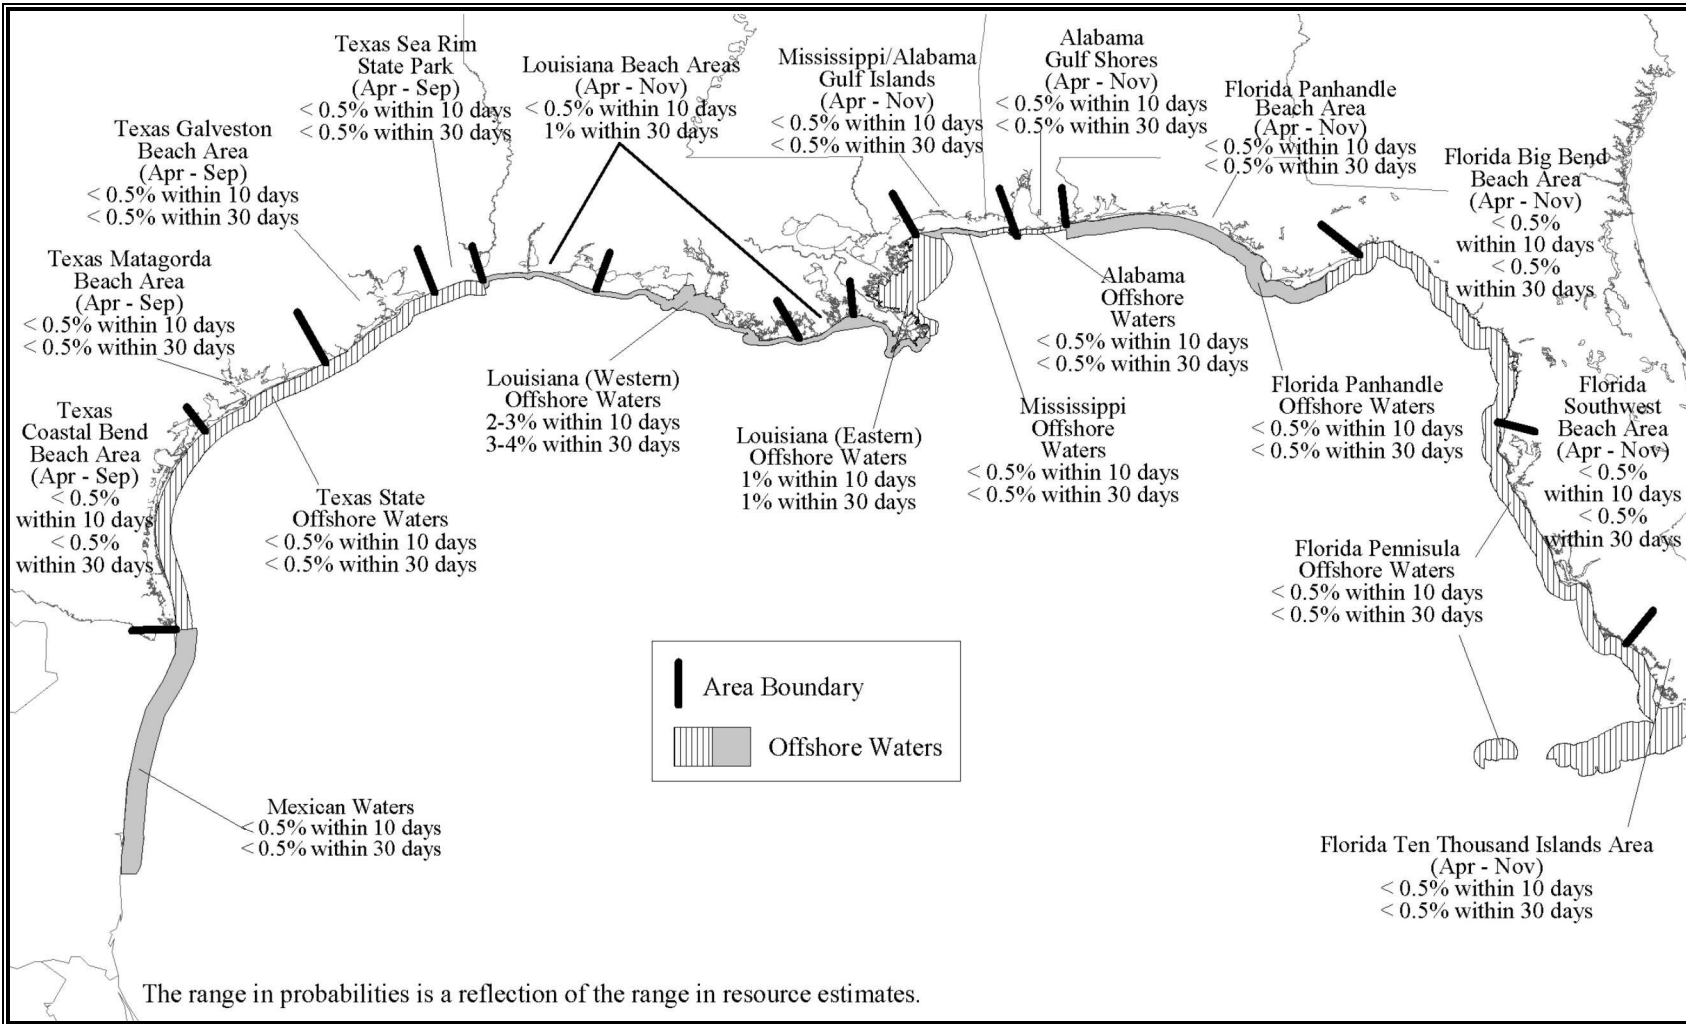 Texas Sea Rim
State Park
(Apr - Sep)
< 0.5% within 10 days
< 0.5% within 30 days
Louisiana Beach Areas
(Apr - Nov)
< 0.5% within 10 days
1% within 30 days
Mississippi/Alabama
Gulf Islands
(Apr - Nov)
< 0.5% within 10 days
< 0.5% within 30 days
Alabama
Gulf Shores
(Apr - Nov)
< 0.5% within 10 days
< 0.5% within 30 days
Florida Panhandle
Beach Area
(Apr - Nov)
< 0.5% within 10 days
< 0.5% within 30 days
Florida Big Bend
Beach Area
(Apr - Nov)
< 0.5%
within 10 days
< 0.5%
within 30 days
Texas Galveston
Beach Area
(Apr - Sep)
< 0.5% within 10 days
< 0.5% within 30 days
Texas Matagorda
Beach Area
(Apr - Sep)
< 0.5% within 10 days
< 0.5% within 30 days
Texas
Coastal Bend
Beach Area
(Apr - Sep)
< 0.5%
within 10 days
< 0.5%
within 30 days
Texas State
Offshore Waters
< 0.5% within 10 days
< 0.5% within 30 days
Louisiana (Western)
Offshore Waters
2-3% within 10 days
3-4% within 30 days
Louisiana (Eastern)
Offshore Waters
1% within 10 days
1% within 30 days
Mississippi
Offshore
Waters
< 0.5% within 10 days
< 0.5% within 30 days
Alabama
Offshore
Waters
< 0.5% within 10 days
< 0.5% within 30 days
Florida Panhandle
Offshore Waters
< 0.5% within 10 days
< 0.5% within 30 days
Florida
Southwest
Beach Area
(Apr - Nov)
< 0.5%
within 10 days
< 0.5%
within 30 days
Florida Pennisula
Offshore Waters
< 0.5% within 10 days
< 0.5% within 30 days
Area Boundary
Offshore Waters
Mexican Waters
< 0.5% within 10 days
< 0.5% within 30 days
Florida Ten Thousand Islands Area
(Apr - Nov)
< 0.5% within 10 days
< 0.5% within 30 days
The range in probabilities is a reflection of the range in resource estimates.